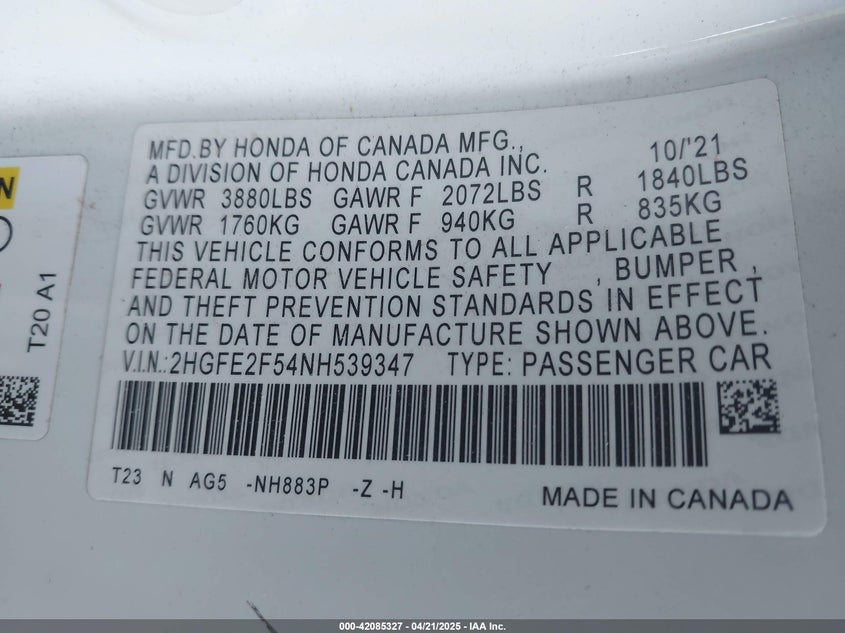 MFD.BY HONDA OF CANADA MFG., 10/'21
A DIVISION OF HONDA CANADA INC.
GVWR 3880LBS GAWR F 2072LBS R 1840LBS
GVWR 1760KG GAWR F 940KG R 835KG
THIS VEHICLE CONFORMS TO ALL APPLICABLE
FEDERAL MOTOR VEHICLE SAFETY , BUMPER ,
AND THEFT PREVENTION STANDARDS IN EFFECT
ON THE DATE OF MANUFACTURE SHOWN ABOVE.
V.I.N.:2HGFE2F54NH539347 TYPE: PASSENGER CAR
T23 N AG5 -NH883P -Z -H
MADE IN CANADA
T20 A1
000-42085327 - 04/21/2025 - IAA Inc.